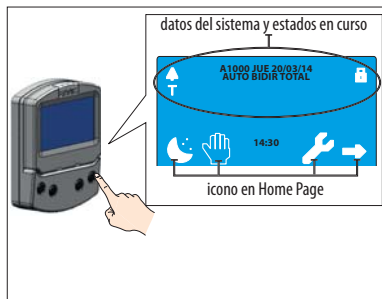 datos del sistema y estados en curso
A1000 JUE 20/03/14
AUTO BIDIR TOTAL
T
14:30
icono en Home Page